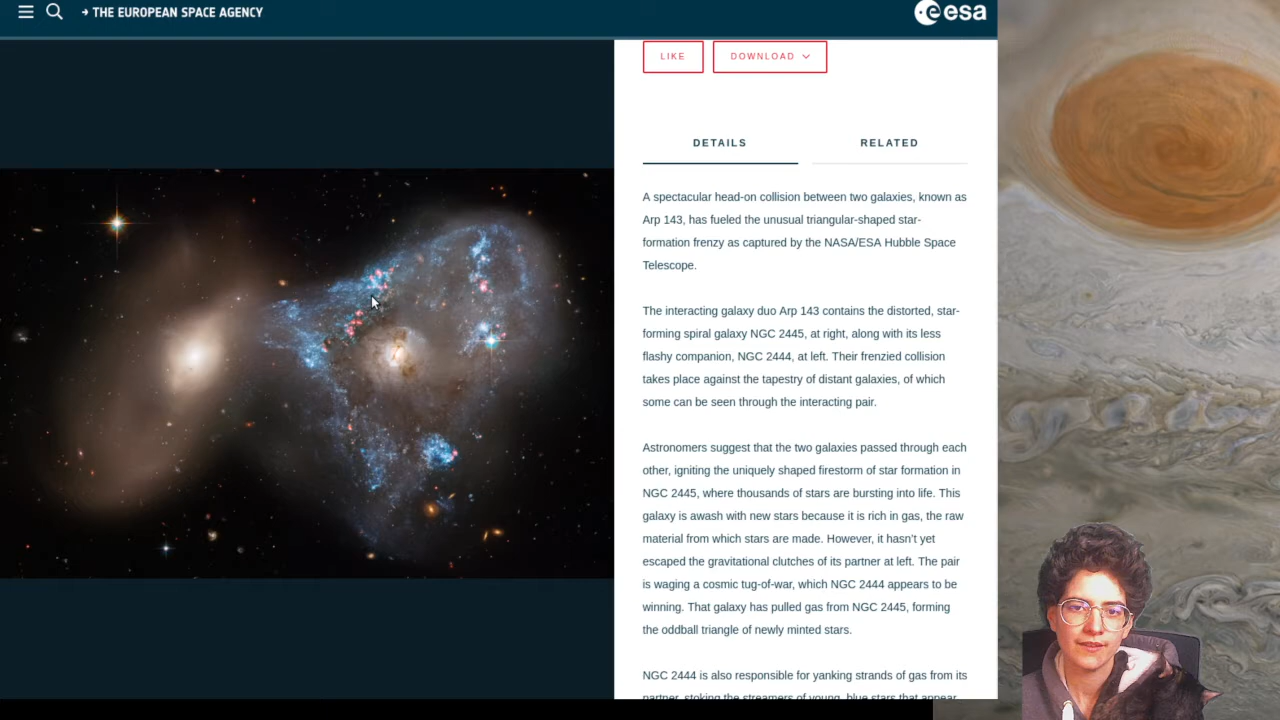 → THE EUROPEAN SPACE AGENCY
esa
LIKE
DOWNLOAD
DETAILS
RELATED
A spectacular head-on collision between two galaxies, known as
Arp 143, has fueled the unusual triangular-shaped star-
formation frenzy as captured by the NASA/ESA Hubble Space
Telescope.
The interacting galaxy duo Arp 143 contains the distorted, star-
forming spiral galaxy NGC 2445, at right, along with its less
flashy companion, NGC 2444, at left. Their frenzied collision
takes place against the tapestry of distant galaxies, of which
some can be seen through the interacting pair.
Astronomers suggest that the two galaxies passed through each
other, igniting the uniquely shaped firestorm of star formation in
NGC 2445, where thousands of stars are bursting into life. This
galaxy is awash with new stars because it is rich in gas, the raw
material from which stars are made. However, it hasn’t yet
escaped the gravitational clutches of its partner at left. The pair
is waging a cosmic tug-of-war, which NGC 2444 appears to be
winning. That galaxy has pulled gas from NGC 2445, forming
the oddball triangle of newly minted stars.
NGC 2444 is also responsible for yanking strands of gas from its
partner, stoking the streamers of young, blue stars that appear